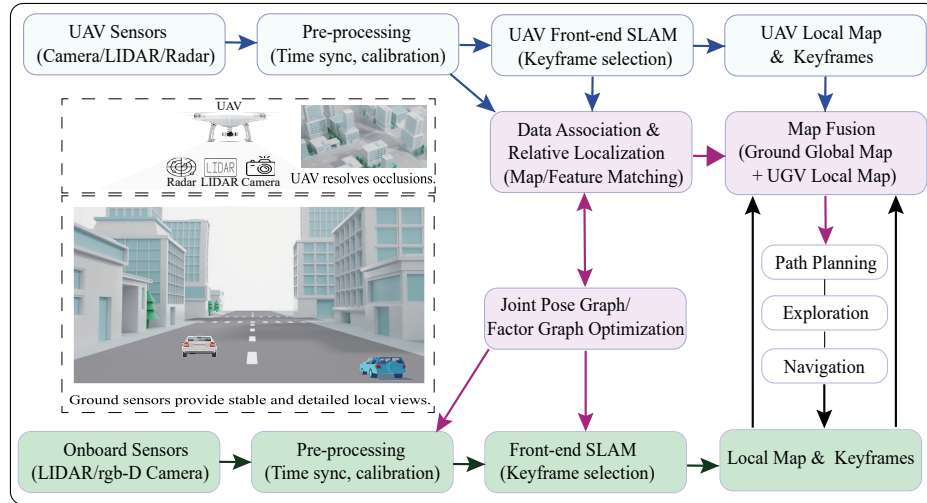 UAV Sensors
(Camera/LIDAR/Radar)
Pre-processing
(Time sync, calibration)
UAV Front-end SLAM
(Keyframe selection)
UAV Local Map
& Keyframes
UAV
Radar
LIDAR
LIDAR
Camera
UAV resolves occlusions.
Data Association &
Relative Localization
(Map/Feature Matching)
Map Fusion
(Ground Global Map
+ UGV Local Map)
Path Planning
Exploration
Navigation
Joint Pose Graph/
Factor Graph Optimization
Ground sensors provide stable and detailed local views.
Onboard Sensors
(LIDAR/rgb-D Camera)
Pre-processing
(Time sync, calibration)
Front-end SLAM
(Keyframe selection)
Local Map & Keyframes